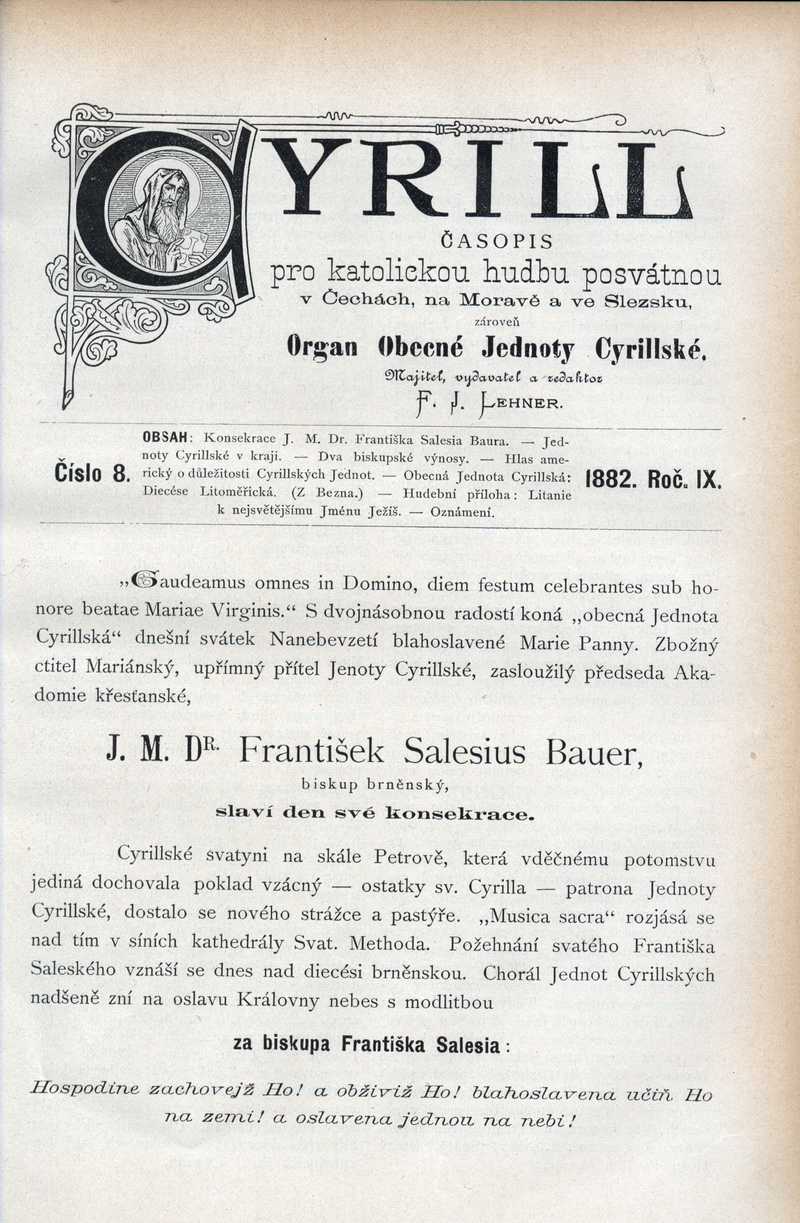 CYRILL
ČASOPIS
pro katolickou hudbu posvátnou
v Čechách, na Moravě a ve Slezsku,
zároveň
Organ Obecné Jednoty Cyrillské.
Majitel, vydavatel a redaktor
F. J. LEHNER.
Číslo 8.
OBSAH: Konsekrace J. M. Dr. Františka Salesia Baura. — Jed-
noty Cyrillské v kraji. — Dva biskupské výnosy. — Hlas ame-
rický o důležitosti Cyrillských Jednot. — Obecná Jednota Cyrillská:
Diecése Litoměřická. (Z Bezna.) — Hudební příloha: Litanie
k nejsvětějšímu Jménu Ježíš. — Oznámení.
1882. Roč. IX.
„Gaudeamus omnes in Domino, diem festum celebrantes sub ho-
nore beatae Mariae Virginis.“ S dvojnásobnou radostí koná „obecná Jednota
Cyrillská“ dnešní svátek Nanebevzetí blahoslavené Marie Panny. Zbožný
ctitel Mariánský, upřímný přítel Jenoty Cyrillské, zasloužilý předseda Aka-
domie křesťanské,
J. M. DR. František Salesius Bauer,
biskup brněnský,
slaví den své konsekrace.
Cyrillské svatyni na skále Petrově, která vděčnému potomstvu
jediná dochovala poklad vzácný — ostatky sv. Cyrilla — patrona Jednoty
Cyrillské, dostalo se nového strážce a pastýře. „Musica sacra“ rozjásá se
nad tím v síních kathedrály Svat. Methoda. Požehnání svatého Františka
Saleského vznáší se dnes nad diecésí brněnskou. Chorál Jednot Cyrillských
nadšeně zní na oslavu Královny nebes s modlitbou
za biskupa Františka Salesia:
Hospodine zachovejž Ho! a obživiž Ho! blahoslavena učiň Ho
na zemi! a oslavena jednou na nebi!